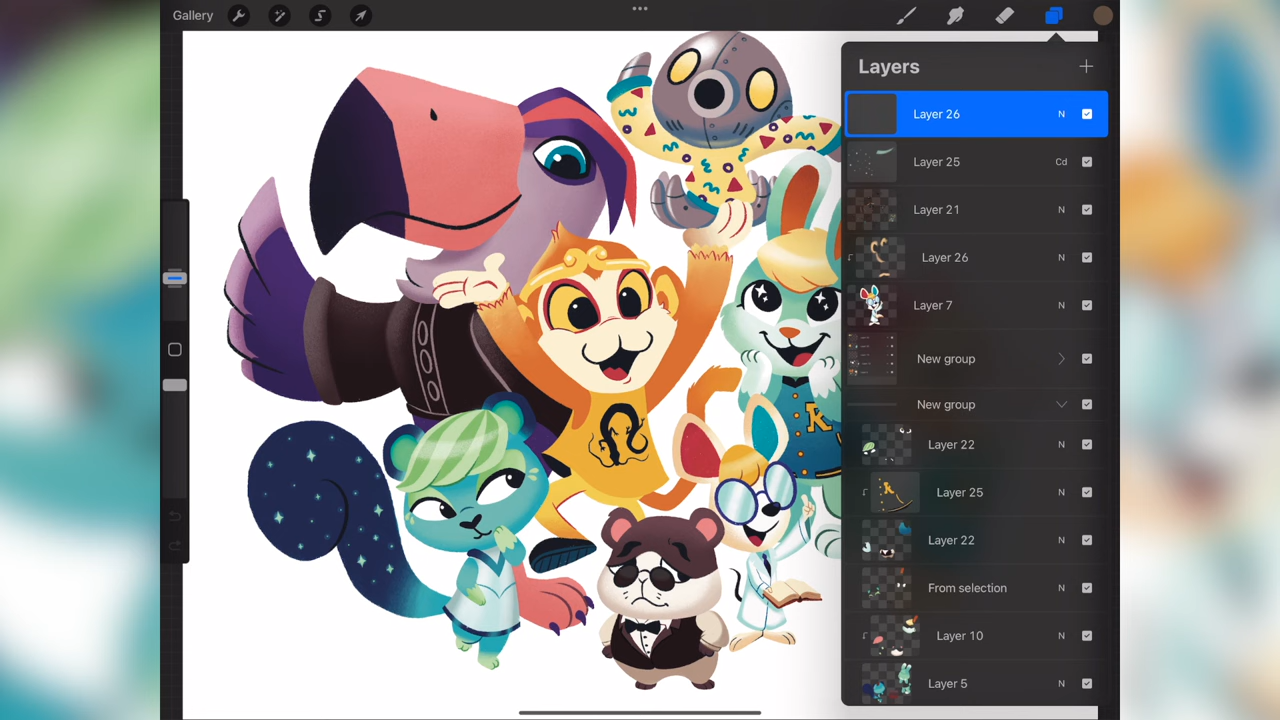 Gallery
Layers
Layer 26 N
Layer 25 Cd
Layer 21 N
Layer 26 N
Layer 7 N
New group
New group
Layer 22 N
Layer 25 N
Layer 22 N
From selection N
Layer 10 N
Layer 5 N
K